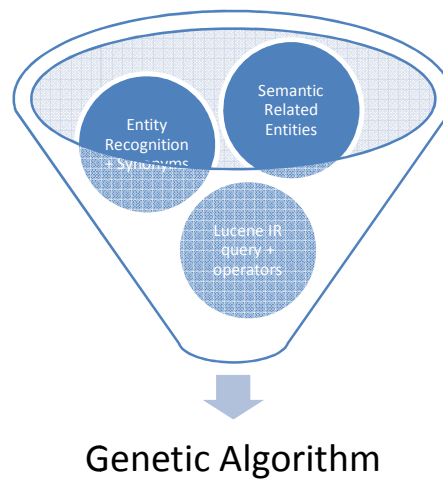 Semantic
Related
Entities
Entity
Recognition
+ Synonyms
Lucene IR
query +
operators
Genetic Algorithm